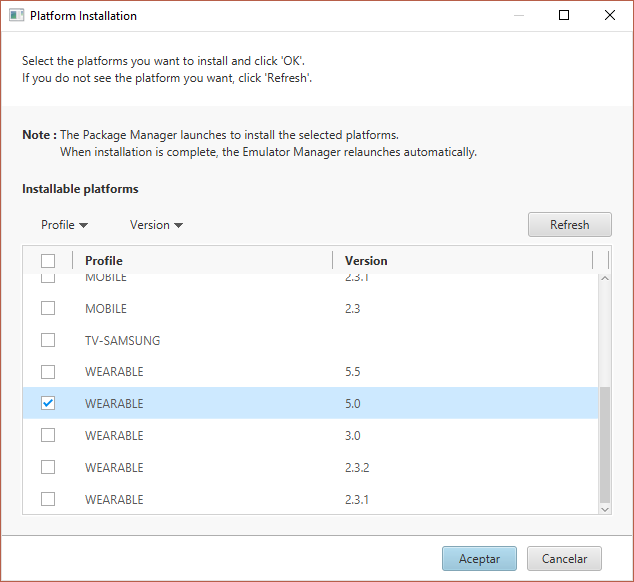 Platform Installation
Select the platforms you want to install and click 'OK'.
If you do not see the platform you want, click 'Refresh'.
Note : The Package Manager launches to install the selected platforms.
When installation is complete, the Emulator Manager relaunches automatically.
Installable platforms
Profile Version Refresh
Profile Version
MOBILE 2.3.1
MOBILE 2.3
TV-SAMSUNG
WEARABLE 5.5
WEARABLE 5.0
WEARABLE 3.0
WEARABLE 2.3.2
WEARABLE 2.3.1
Aceptar Cancelar